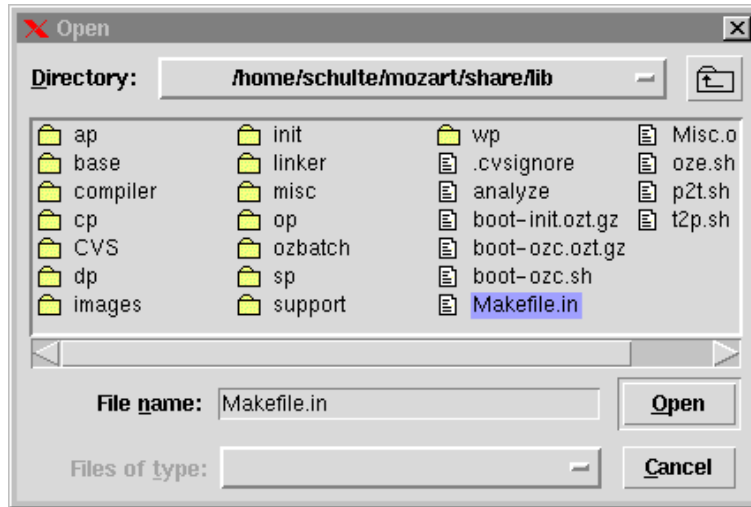 Open
Directory: /home/schulte/mozart/share/lib
ap init wp Misc.o
base linker .cvsignore oze.sh
compiler misc analyze p2t.sh
cp op boot-init.ozt.gz t2p.sh
CVS ozbatch boot-ozc.ozt.gz
dp sp boot-ozc.sh
images support Makefile.in
File name: Makefile.in Open
Files of type: Cancel